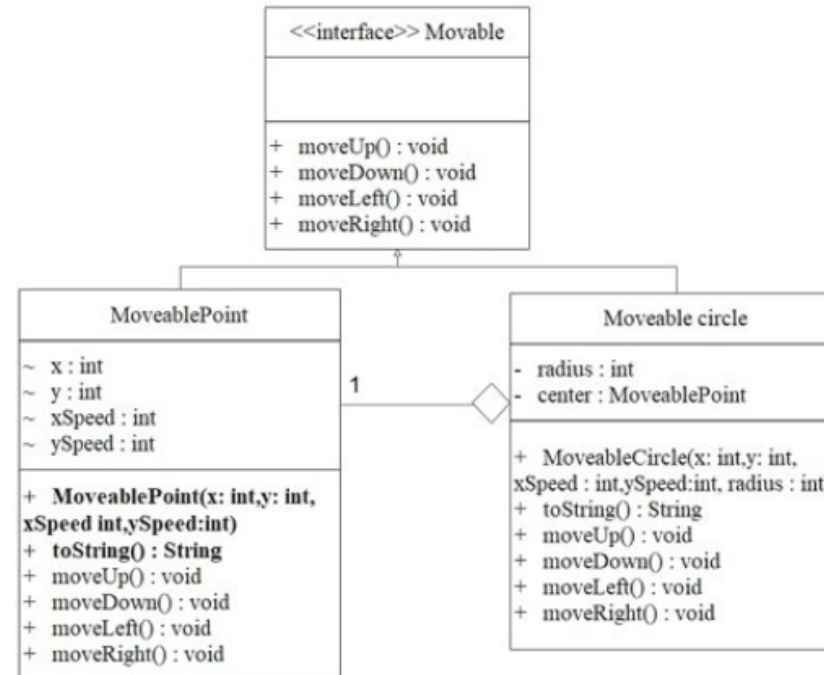 <<interface>> Movable
+ moveUp() : void
+ moveDown() : void
+ moveLeft() : void
+ moveRight() : void
MoveablePoint
~ x : int
~ y : int
~ xSpeed : int
~ ySpeed : int
+ MoveablePoint(x: int,y: int,
xSpeed int,ySpeed:int)
+ toString() : String
+ moveUp() : void
+ moveDown() : void
+ moveLeft() : void
+ moveRight() : void
1
Moveable circle
- radius : int
- center : MoveablePoint
+ MoveableCircle(x: int,y: int,
xSpeed : int,ySpeed:int, radius : int
+ toString() : String
+ moveUp() : void
+ moveDown() : void
+ moveLeft() : void
+ moveRight() : void